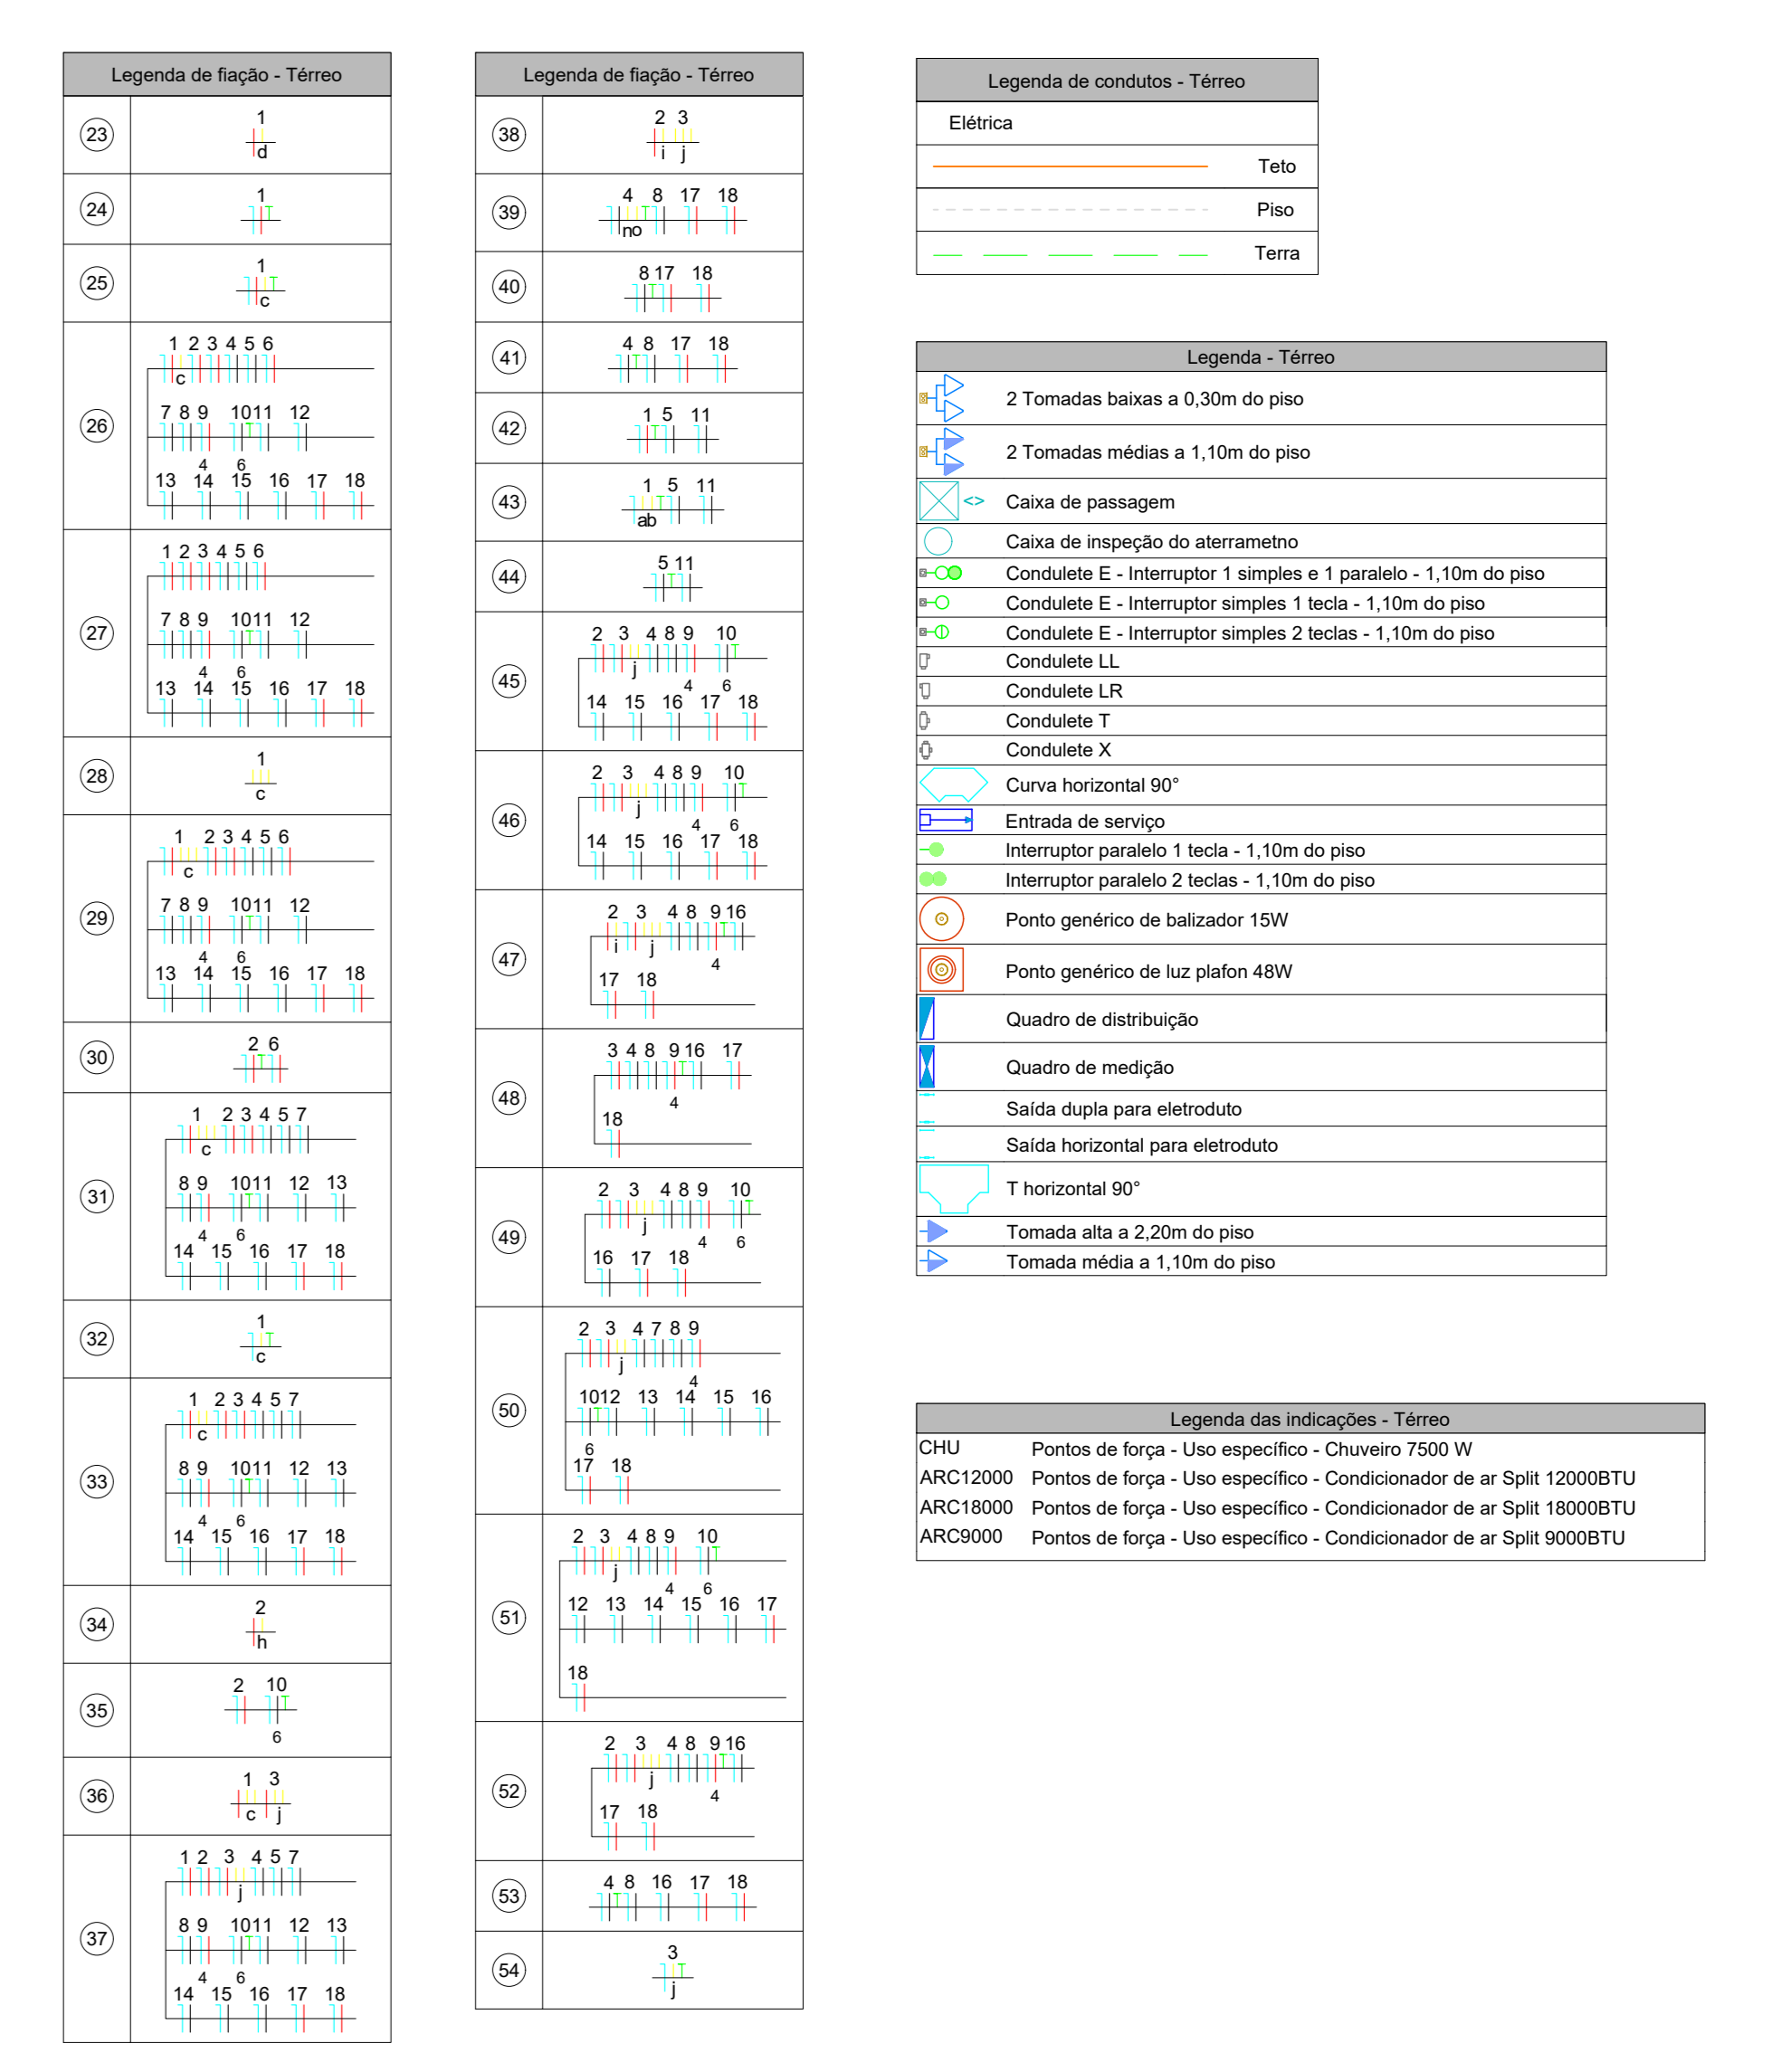 Legenda de fiação - Térreo
23
1
d
24
1
25
1
c
26
1 2 3 4 5 6
c
7 8 9 10 11 12
4 6
13 14 15 16 17 18
27
1 2 3 4 5 6
7 8 9 10 11 12
4 6
13 14 15 16 17 18
28
1
c
29
1 2 3 4 5 6
c
7 8 9 10 11 12
4 6
13 14 15 16 17 18
30
2 6
31
1 2 3 4 5 7
c
8 9 10 11 12 13
4 6
14 15 16 17 18
32
1
c
33
1 2 3 4 5 7
c
8 9 10 11 12 13
4 6
14 15 16 17 18
34
2
h
35
2 10
6
36
1 3
c j
37
1 2 3 4 5 7
j
8 9 10 11 12 13
4 6
14 15 16 17 18
Legenda de fiação - Térreo
38
2 3
i j
39
4 8 17 18
no
40
8 17 18
41
4 8 17 18
42
1 5 11
43
1 5 11
ab
44
5 11
45
2 3 4 8 9 10
j
4 6
14 15 16 17 18
46
2 3 4 8 9 10
j
4 6
14 15 16 17 18
47
2 3 4 8 9 16
i j
4
17 18
48
3 4 8 9 16 17
4
18
49
2 3 4 8 9 10
j
4 6
16 17 18
50
2 3 4 7 8 9
j
4
10 12 13 14 15 16
6
17 18
51
2 3 4 8 9 10
j
4 6
12 13 14 15 16 17
18
52
2 3 4 8 9 16
j
4
17 18
53
4 8 16 17 18
54
3
j
Legenda de condutos - Térreo
Elétrica
Teto
Piso
Terra
Legenda - Térreo
2 Tomadas baixas a 0,30m do piso
2 Tomadas médias a 1,10m do piso
<> Caixa de passagem
Caixa de inspeção do aterrametno
Condulete E - Interruptor 1 simples e 1 paralelo - 1,10m do piso
Condulete E - Interruptor simples 1 tecla - 1,10m do piso
Condulete E - Interruptor simples 2 teclas - 1,10m do piso
Condulete LL
Condulete LR
Condulete T
Condulete X
Curva horizontal 90°
Entrada de serviço
Interruptor paralelo 1 tecla - 1,10m do piso
Interruptor paralelo 2 teclas - 1,10m do piso
Ponto genérico de balizador 15W
Ponto genérico de luz plafon 48W
Quadro de distribuição
Quadro de medição
Saída dupla para eletroduto
Saída horizontal para eletroduto
T horizontal 90°
Tomada alta a 2,20m do piso
Tomada média a 1,10m do piso
Legenda das indicações - Térreo
CHU Pontos de força - Uso específico - Chuveiro 7500 W
ARC12000 Pontos de força - Uso específico - Condicionador de ar Split 12000BTU
ARC18000 Pontos de força - Uso específico - Condicionador de ar Split 18000BTU
ARC9000 Pontos de força - Uso específico - Condicionador de ar Split 9000BTU